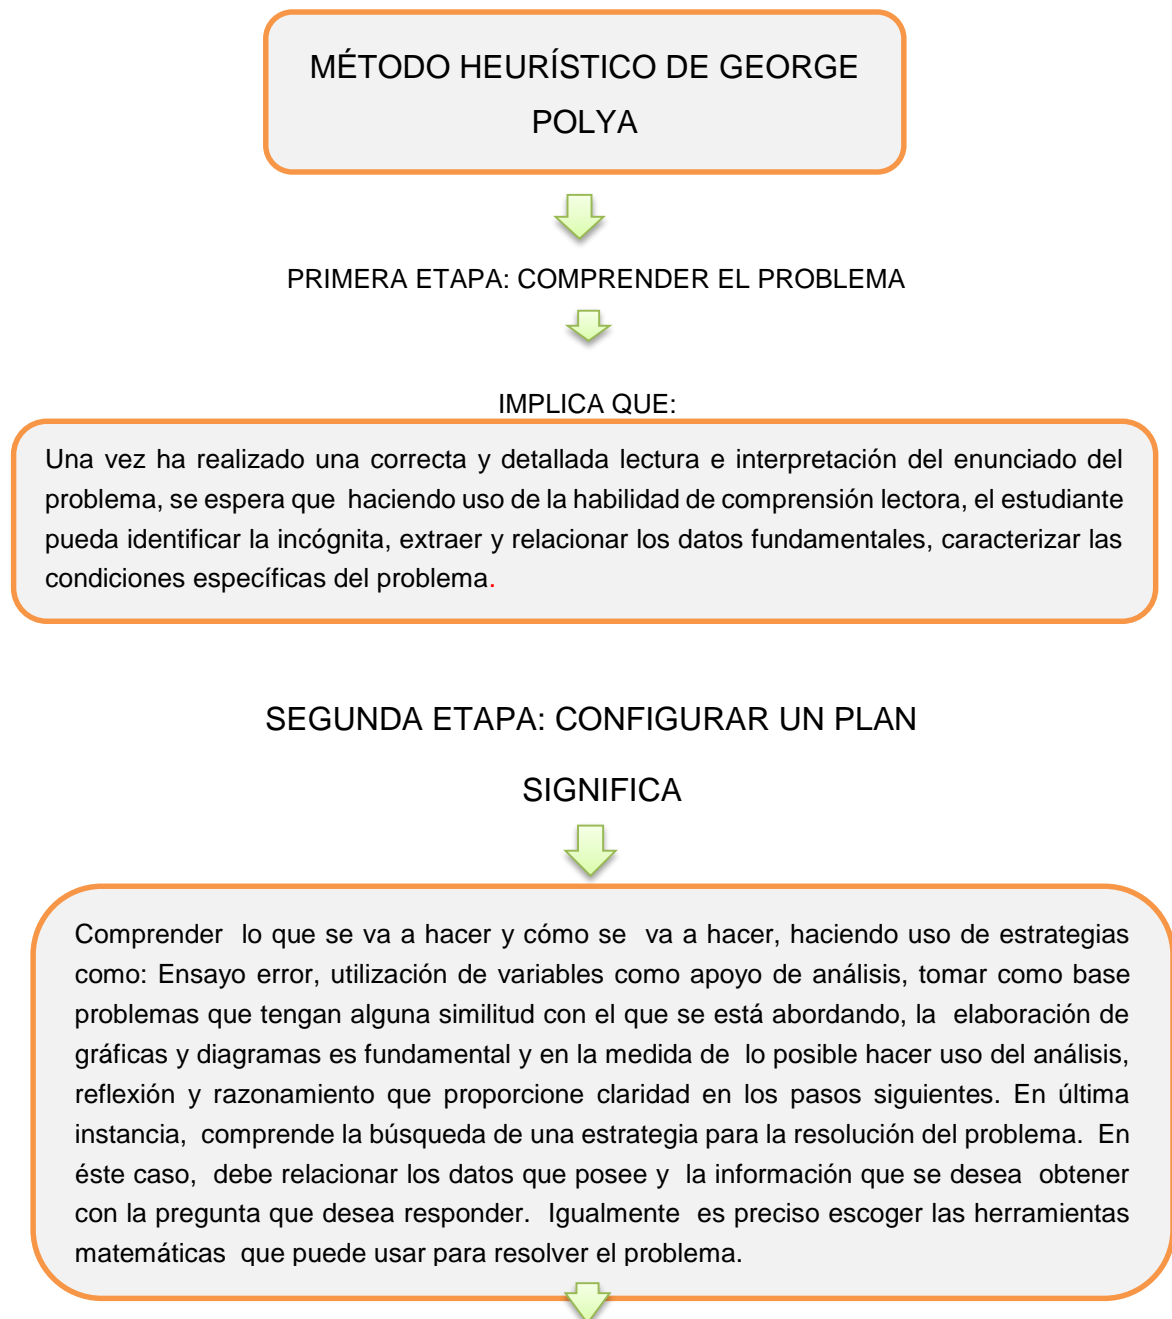 MÉTODO HEURÍSTICO DE GEORGE
POLYA
PRIMERA ETAPA: COMPRENDER EL PROBLEMA
IMPLICA QUE:
Una vez ha realizado una correcta y detallada lectura e interpretación del enunciado del
problema, se espera que haciendo uso de la habilidad de comprensión lectora, el estudiante
pueda identificar la incógnita, extraer y relacionar los datos fundamentales, caracterizar las
condiciones específicas del problema.
SEGUNDA ETAPA: CONFIGURAR UN PLAN
SIGNIFICA
Comprender lo que se va a hacer y cómo se va a hacer, haciendo uso de estrategias
como: Ensayo error, utilización de variables como apoyo de análisis, tomar como base
problemas que tengan alguna similitud con el que se está abordando, la elaboración de
gráficas y diagramas es fundamental y en la medida de lo posible hacer uso del análisis,
reflexión y razonamiento que proporcione claridad en los pasos siguientes. En última
instancia, comprende la búsqueda de una estrategia para la resolución del problema. En
éste caso, debe relacionar los datos que posee y la información que se desea obtener
con la pregunta que desea responder. Igualmente es preciso escoger las herramientas
matemáticas que puede usar para resolver el problema.